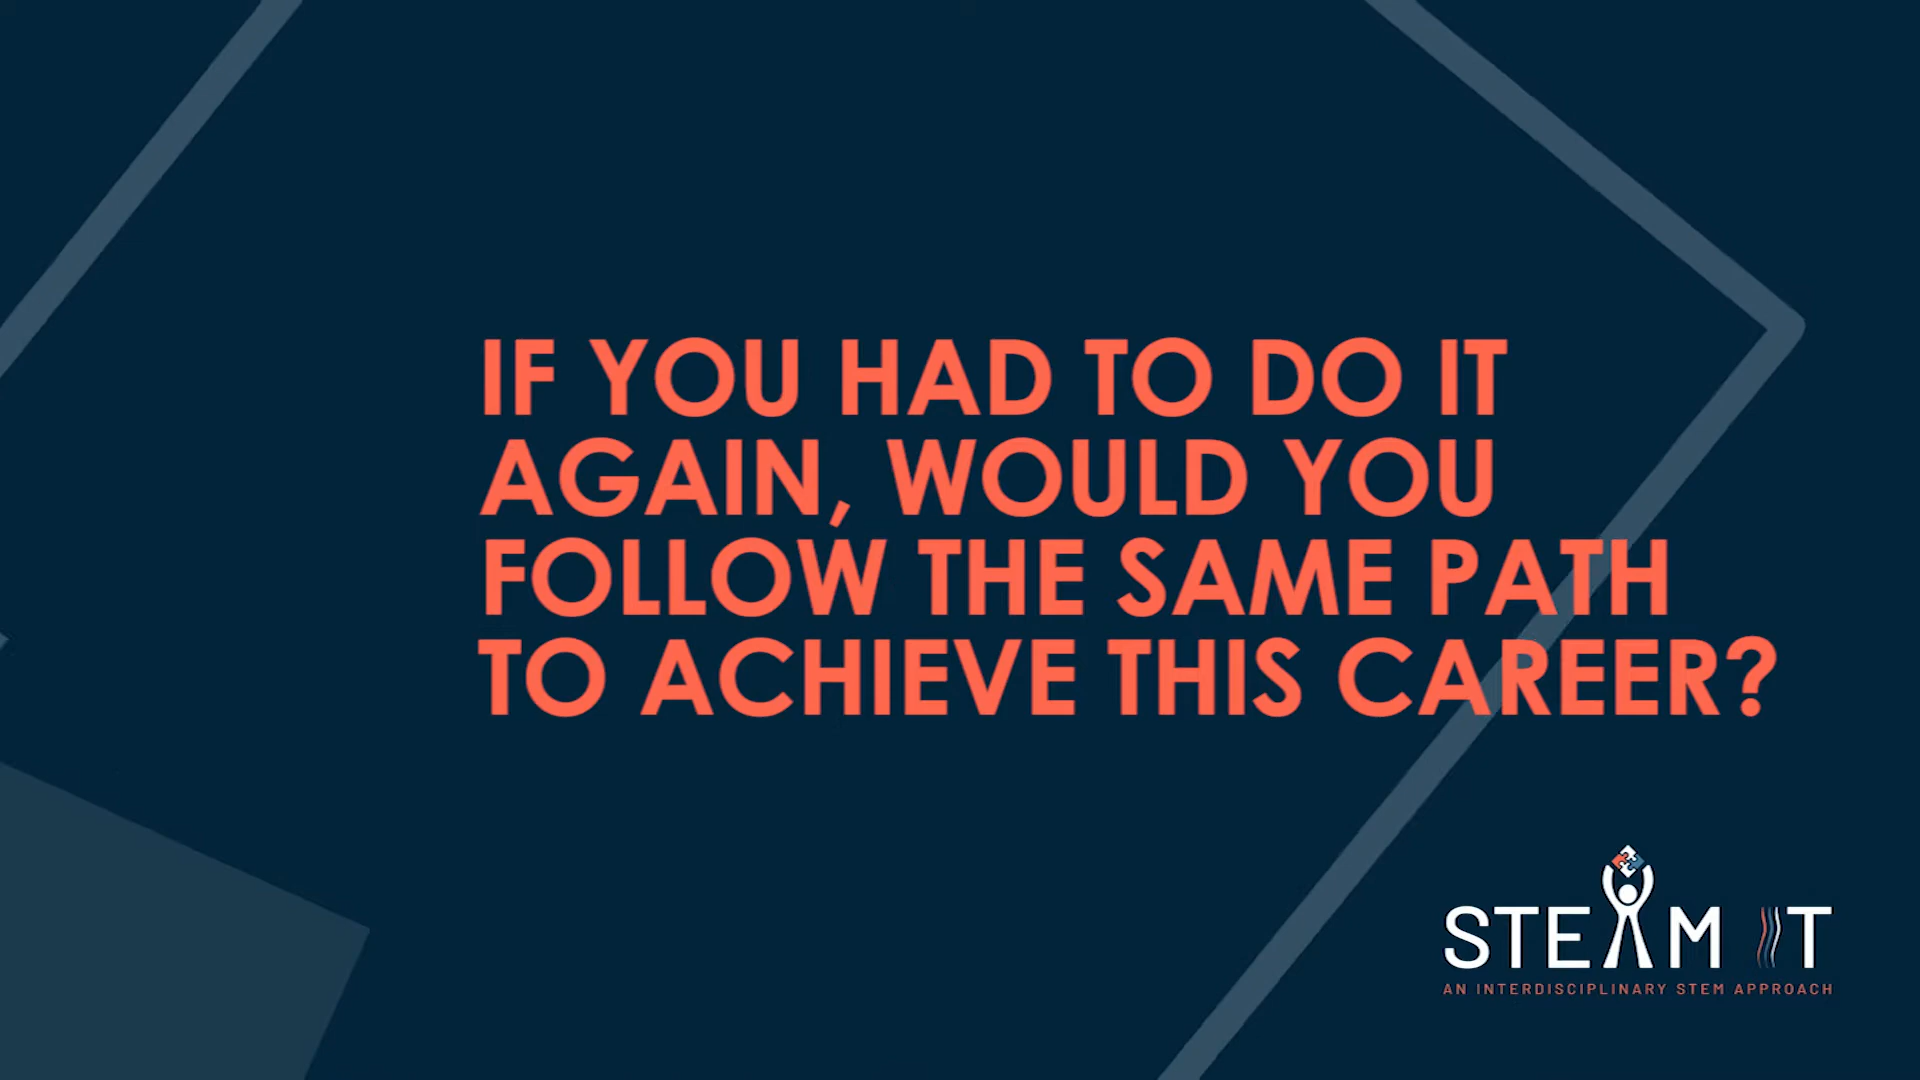 IF YOU HAD TO DO IT
AGAIN, WOULD YOU
FOLLOW THE SAME PATH
TO ACHIEVE THIS CAREER?
STEAM IT
AN INTERDISCIPLINARY STEM APPROACH